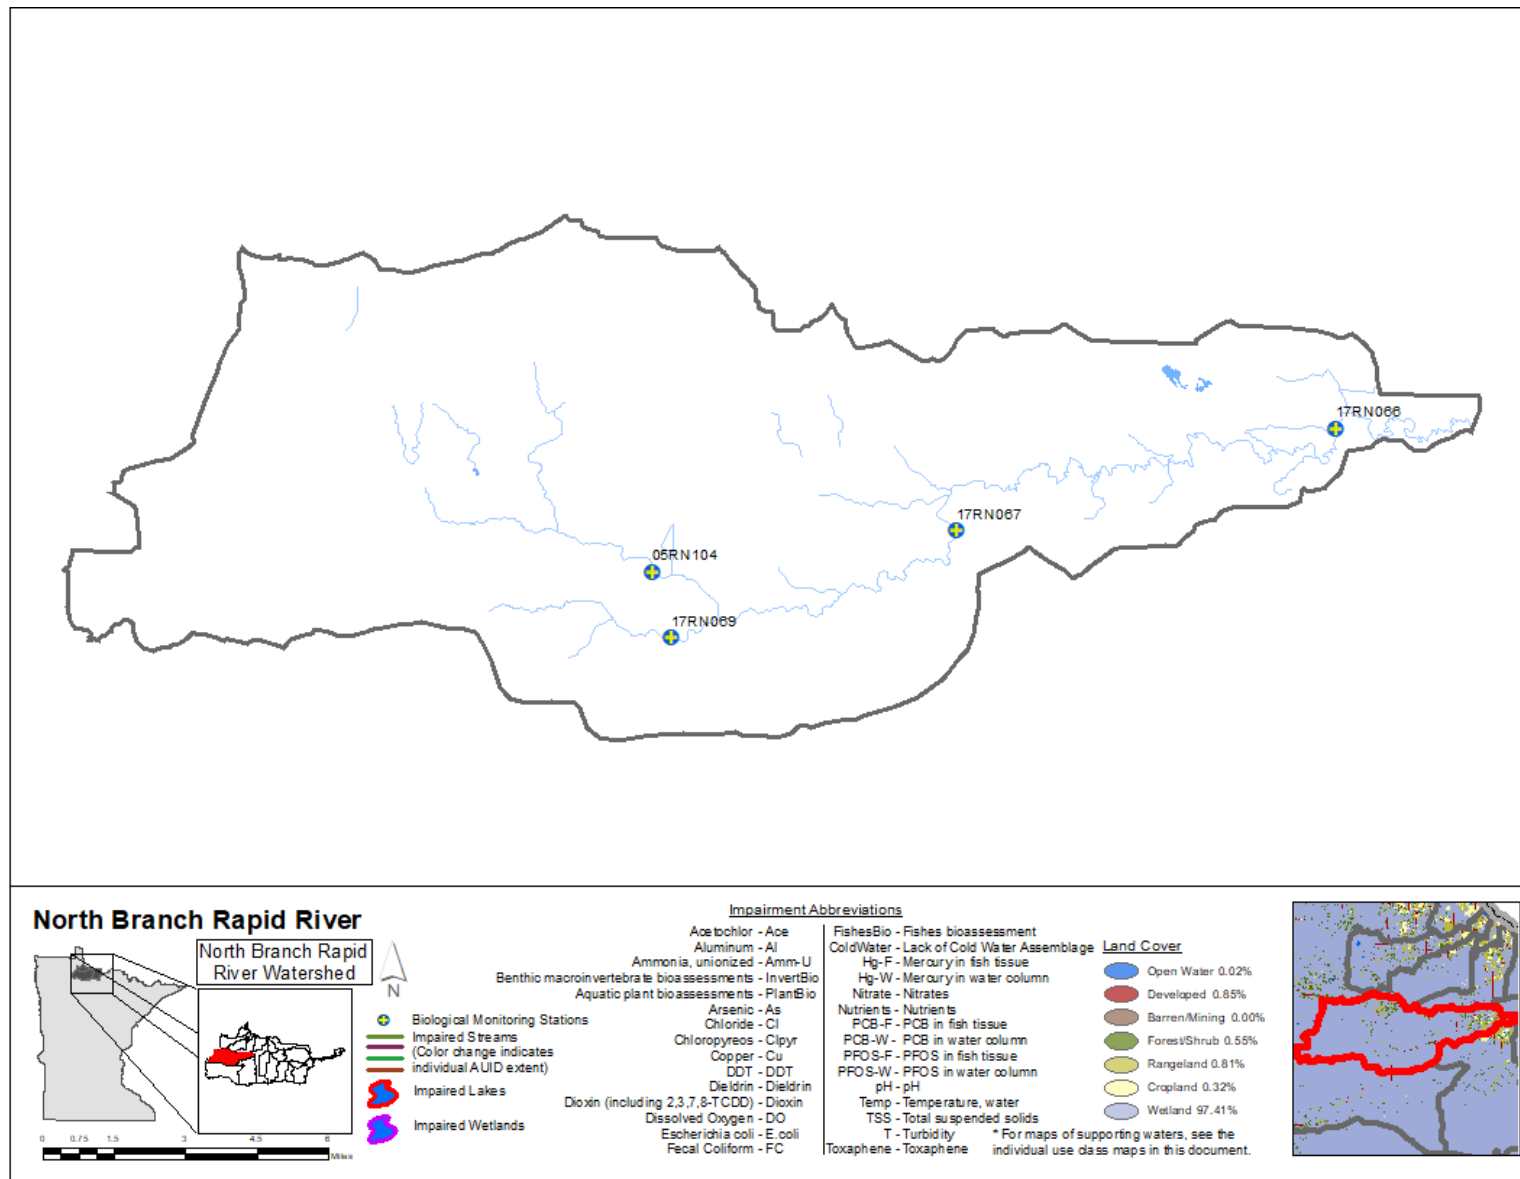 17RN066
17RN067
05RN104
17RN069
North Branch Rapid River
North Branch Rapid
River Watershed
N
Biological Monitoring Stations
Impaired Streams
(Color change indicates
individual AUID extent)
Impaired Lakes
Impaired Wetlands
0 0.75 1.5 3 4.5 6
Miles
Impairment Abbreviations
Acetochlor - Ace
Aluminum - Al
Ammonia, unionized - Amm-U
Benthic macroinvertebrate bioassessments - InvertBio
Aquatic plant bioassessments - PlantBio
Arsenic - As
Chloride - Cl
Chloropyreos - Clpyr
Copper - Cu
DDT - DDT
Dieldrin - Dieldrin
Dioxin (including 2,3,7,8-TCDD) - Dioxin
Dissolved Oxygen - DO
Escherichia coli - E.coli
Fecal Coliform - FC
FishesBio - Fishes bioassessment
ColdWater - Lack of Cold Water Assemblage
Hg-F - Mercury in fish tissue
Hg-W - Mercury in water column
Nitrate - Nitrates
Nutrients - Nutrients
PCB-F - PCB in fish tissue
PCB-W - PCB in water column
PFOS-F - PFOS in fish tissue
PFOS-W - PFOS in water column
pH - pH
Temp - Temperature, water
TSS - Total suspended solids
T - Turbidity
Toxaphene - Toxaphene
Land Cover
Open Water 0.02%
Developed 0.85%
Barren/Mining 0.00%
Forest/Shrub 0.55%
Rangeland 0.81%
Cropland 0.32%
Wetland 97.41%
* For maps of supporting waters, see the
individual use class maps in this document.